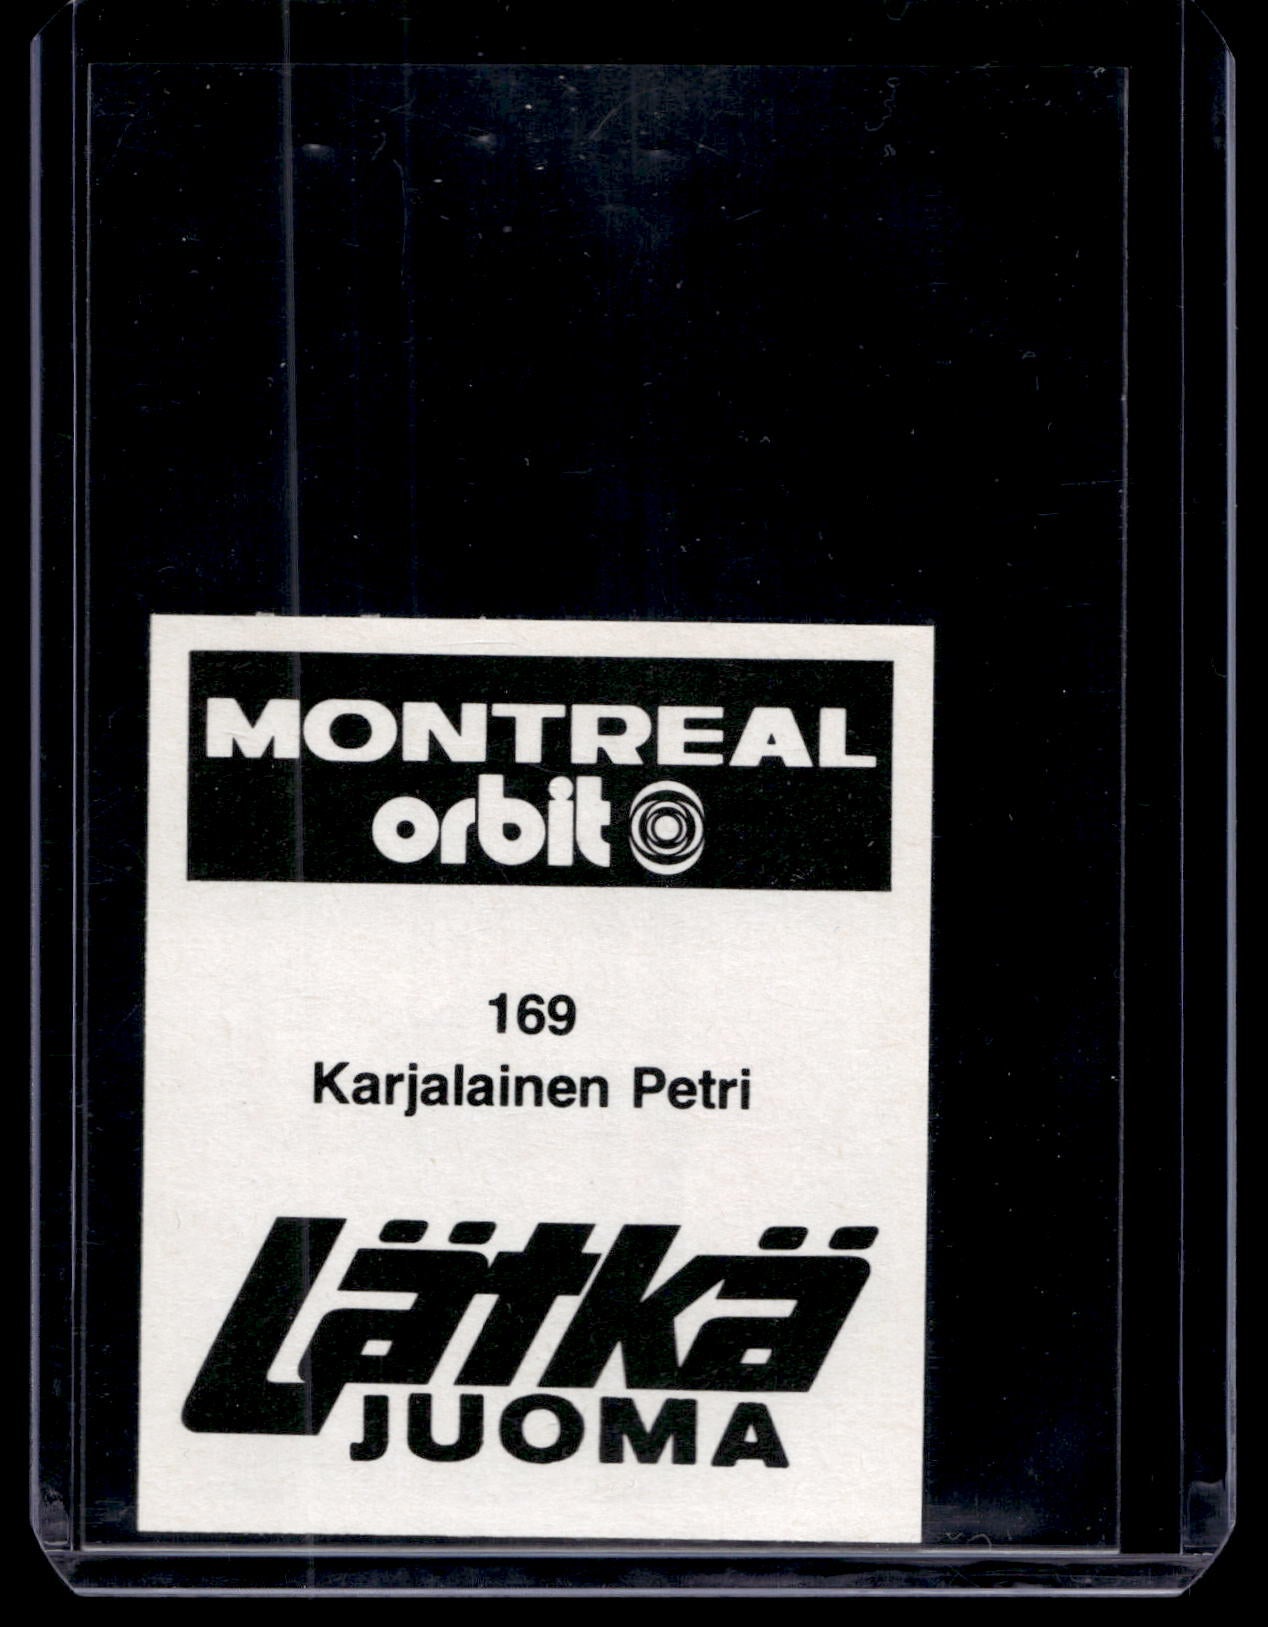 MONTREAL
orbit
169
Karjalainen Petri
Lätkä
JUOMA